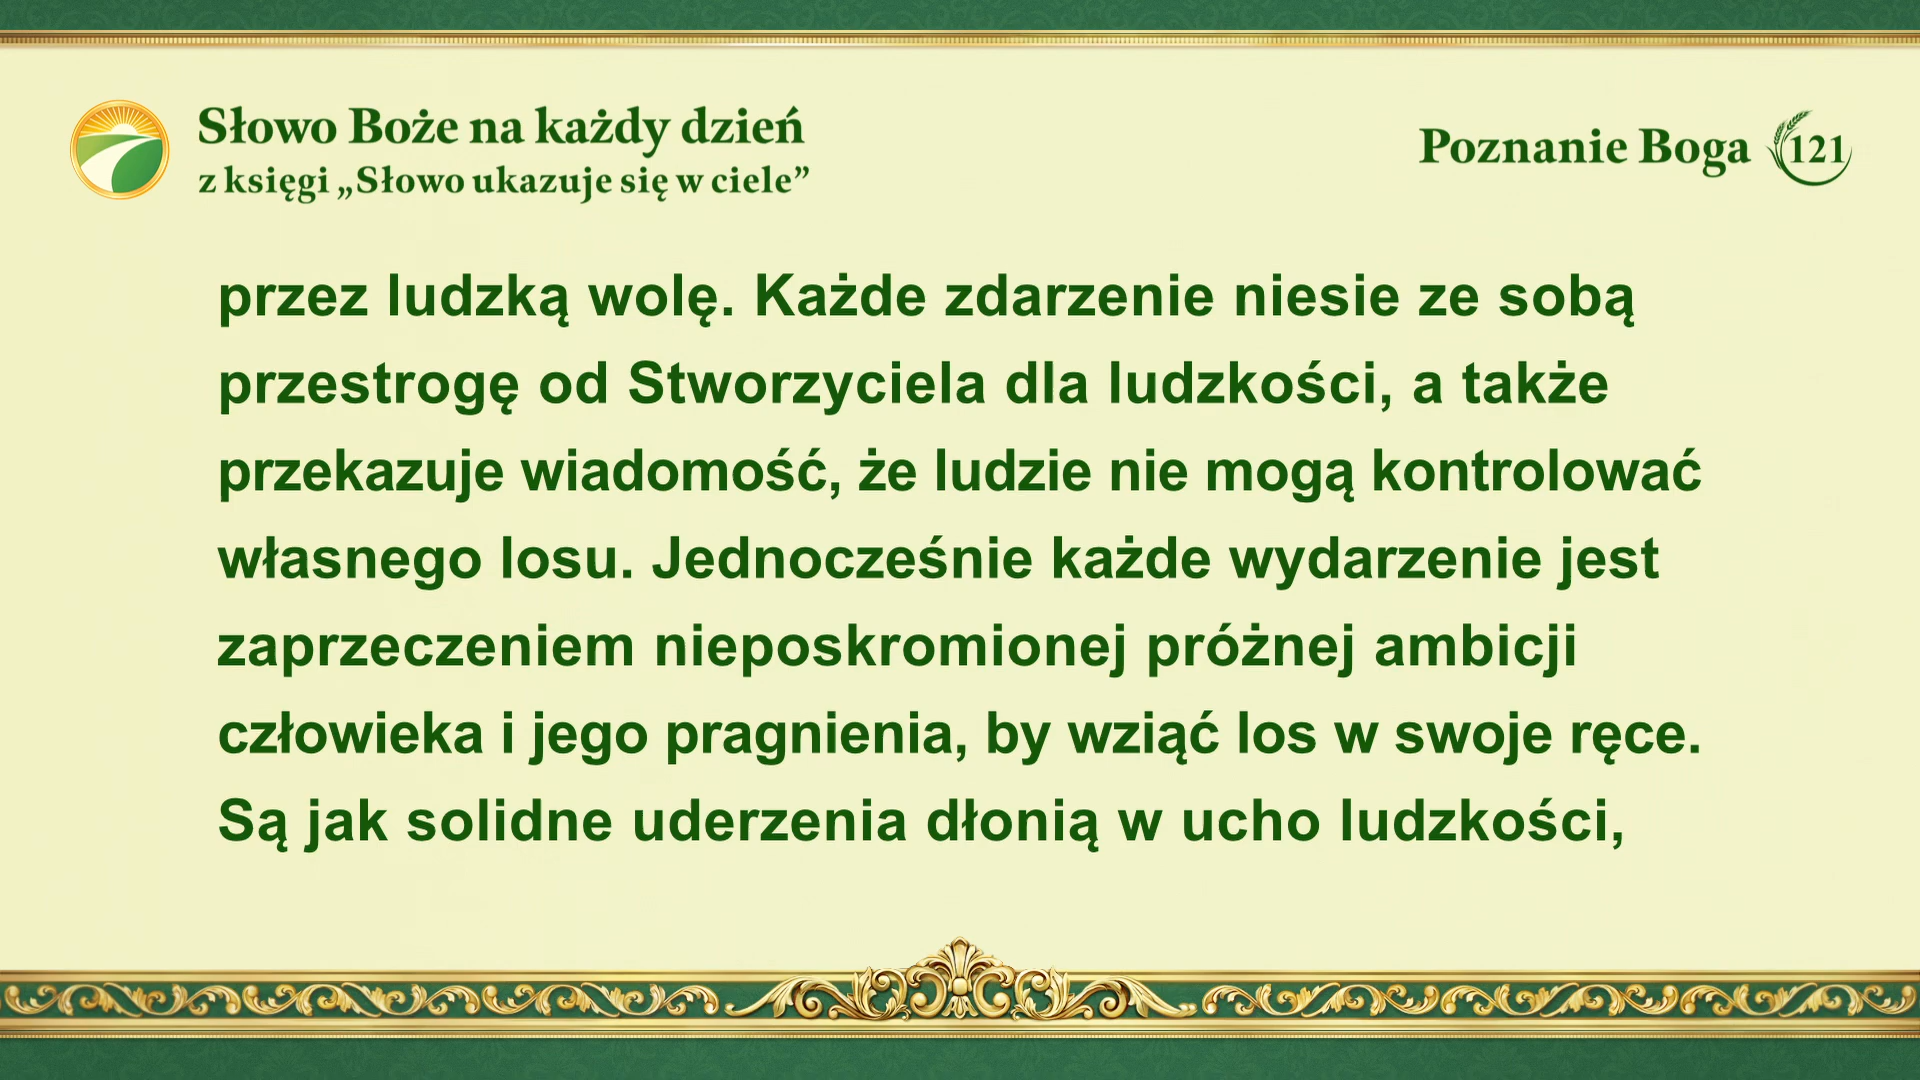 Słowo Boże na każdy dzień
z księgi „Słowo ukazuje się w ciele”
Poznanie Boga 121
przez ludzką wolę. Każde zdarzenie niesie ze sobą
przestrogę od Stworzyciela dla ludzkości, a także
przekazuje wiadomość, że ludzie nie mogą kontrolować
własnego losu. Jednocześnie każde wydarzenie jest
zaprzeczeniem nieposkromionej próżnej ambicji
człowieka i jego pragnienia, by wziąć los w swoje ręce.
Są jak solidne uderzenia dłonią w ucho ludzkości,